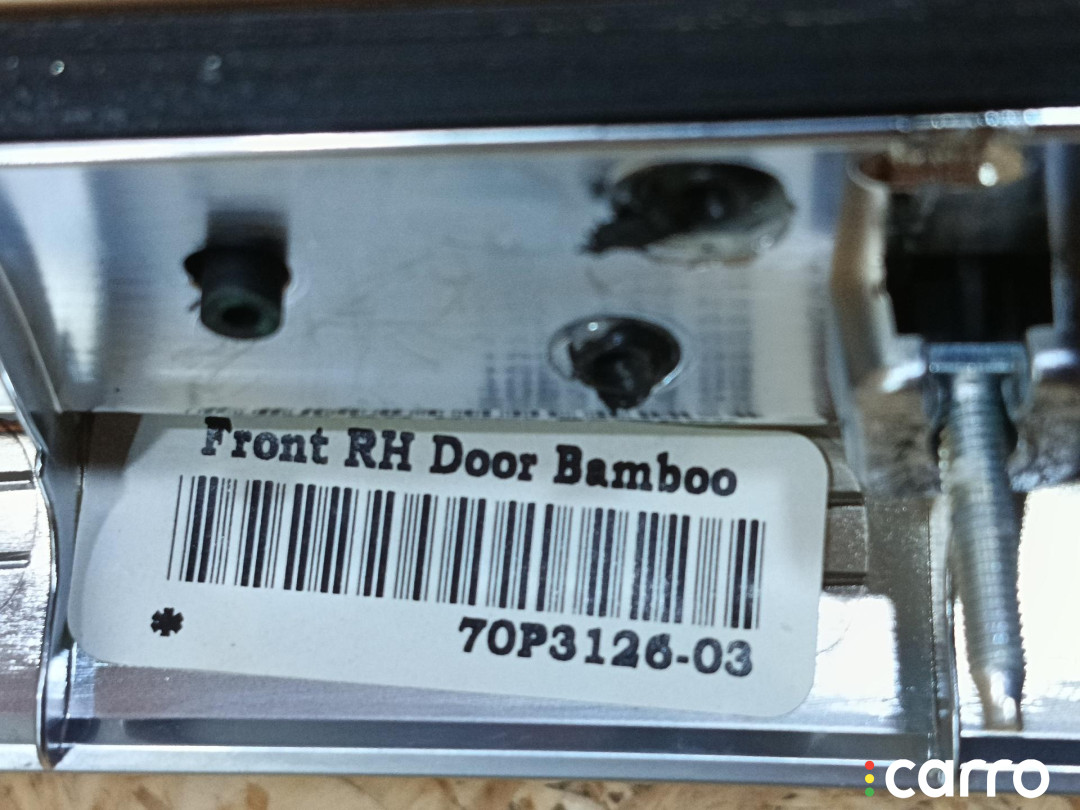 Front RH Door Bamboo
* 70P3126-03
carro